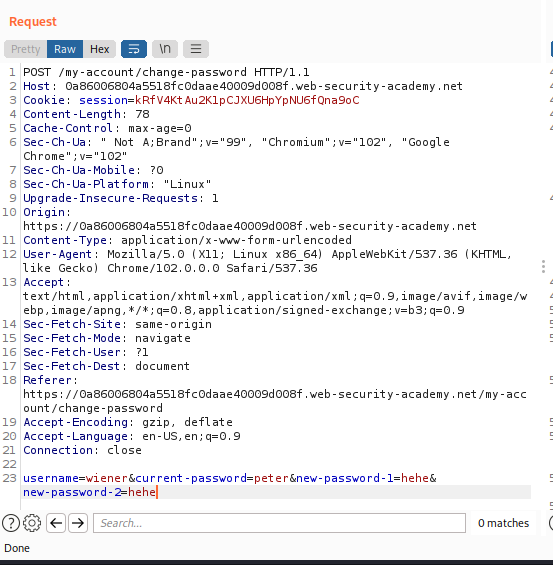 Request
Pretty Raw Hex \n
1 POST /my-account/change-password HTTP/1.1
2 Host: 0a86006804a5518fc0daae40009d008f.web-security-academy.net
3 Cookie: session=kRfV4KtAu2K1pCJXU6HpYpNU6fQna9oC
4 Content-Length: 78
5 Cache-Control: max-age=0
6 Sec-Ch-Ua: " Not A;Brand";v="99", "Chromium";v="102", "Google
Chrome";v="102"
7 Sec-Ch-Ua-Mobile: ?0
8 Sec-Ch-Ua-Platform: "Linux"
9 Upgrade-Insecure-Requests: 1
10 Origin:
https://0a86006804a5518fc0daae40009d008f.web-security-academy.net
11 Content-Type: application/x-www-form-urlencoded
12 User-Agent: Mozilla/5.0 (X11; Linux x86_64) AppleWebKit/537.36 (KHTML,
like Gecko) Chrome/102.0.0.0 Safari/537.36
13 Accept:
text/html,application/xhtml+xml,application/xml;q=0.9,image/avif,image/w
ebp,image/apng,*/*;q=0.8,application/signed-exchange;v=b3;q=0.9
14 Sec-Fetch-Site: same-origin
15 Sec-Fetch-Mode: navigate
16 Sec-Fetch-User: ?1
17 Sec-Fetch-Dest: document
18 Referer:
https://0a86006804a5518fc0daae40009d008f.web-security-academy.net/my-acc
ount/change-password
19 Accept-Encoding: gzip, deflate
20 Accept-Language: en-US,en;q=0.9
21 Connection: close
22
23 username=wiener&current-password=peter&new-password-1=hehe&
new-password-2=hehe
Search... 0 matches
Done